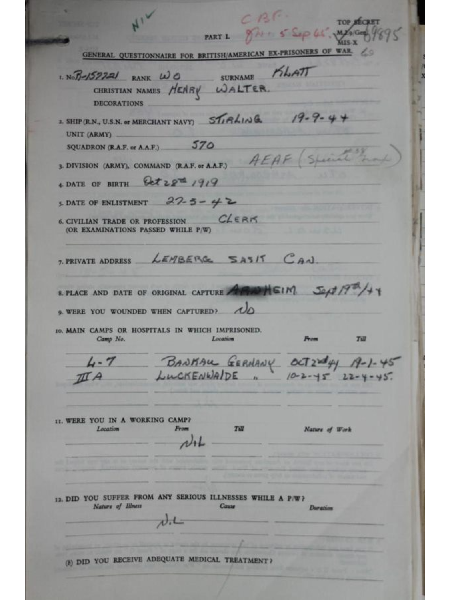 NIL
C.B.F.
5 Sep 65.
TOP SECRET
PART I.
M.I.9/Gen/
MIS-X
GENERAL QUESTIONNAIRE FOR BRITISH/AMERICAN EX-PRISONERS OF WAR.
1. No. R-157221 RANK WO SURNAME KLATT
CHRISTIAN NAMES HENRY WALTER.
DECORATIONS
2. SHIP (R.N., U.S.N. or MERCHANT NAVY) STIRLING 19-9-44
UNIT (ARMY)
SQUADRON (R.A.F. or A.A.F.) 570
3. DIVISION (ARMY), COMMAND (R.A.F. or A.A.F.) AEAF (Special
4. DATE OF BIRTH Oct 28th 1919
5. DATE OF ENLISTMENT 27-5-42
6. CIVILIAN TRADE OR PROFESSION CLERK
(OR EXAMINATIONS PASSED WHILE P/W)
7. PRIVATE ADDRESS LEMBERG SASK CAN.
8. PLACE AND DATE OF ORIGINAL CAPTURE ARNHEIM Sept 19th/44
9. WERE YOU WOUNDED WHEN CAPTURED? NO
10. MAIN CAMPS OR HOSPITALS IN WHICH IMPRISONED.
Camp No. Location From Till
L-7 BANKAU GERMANY OCT 22nd 44 19-1-45
III A LUCKENWALDE " 10-2-45 22-4-45.
11. WERE YOU IN A WORKING CAMP?
Location From Till Nature of Work
NIL
12. DID YOU SUFFER FROM ANY SERIOUS ILLNESSES WHILE A P/W?
Nature of Illness Cause Duration
NIL
(B) DID YOU RECEIVE ADEQUATE MEDICAL TREATMENT?